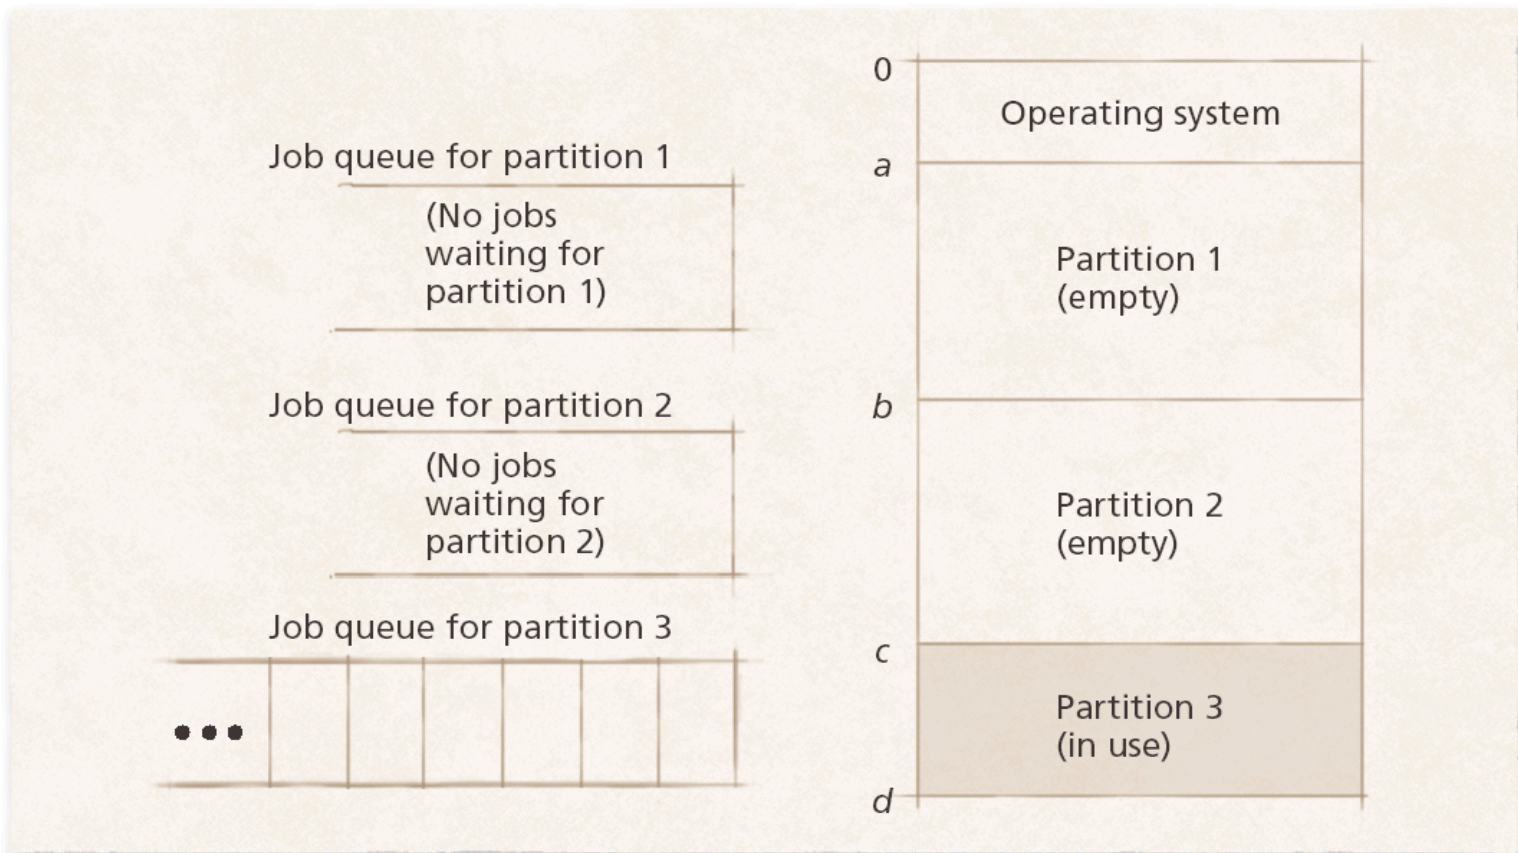 Job queue for partition 1
(No jobs
waiting for
partition 1)
Job queue for partition 2
(No jobs
waiting for
partition 2)
Job queue for partition 3
•••
0
Operating system
a
Partition 1
(empty)
b
Partition 2
(empty)
c
Partition 3
(in use)
d